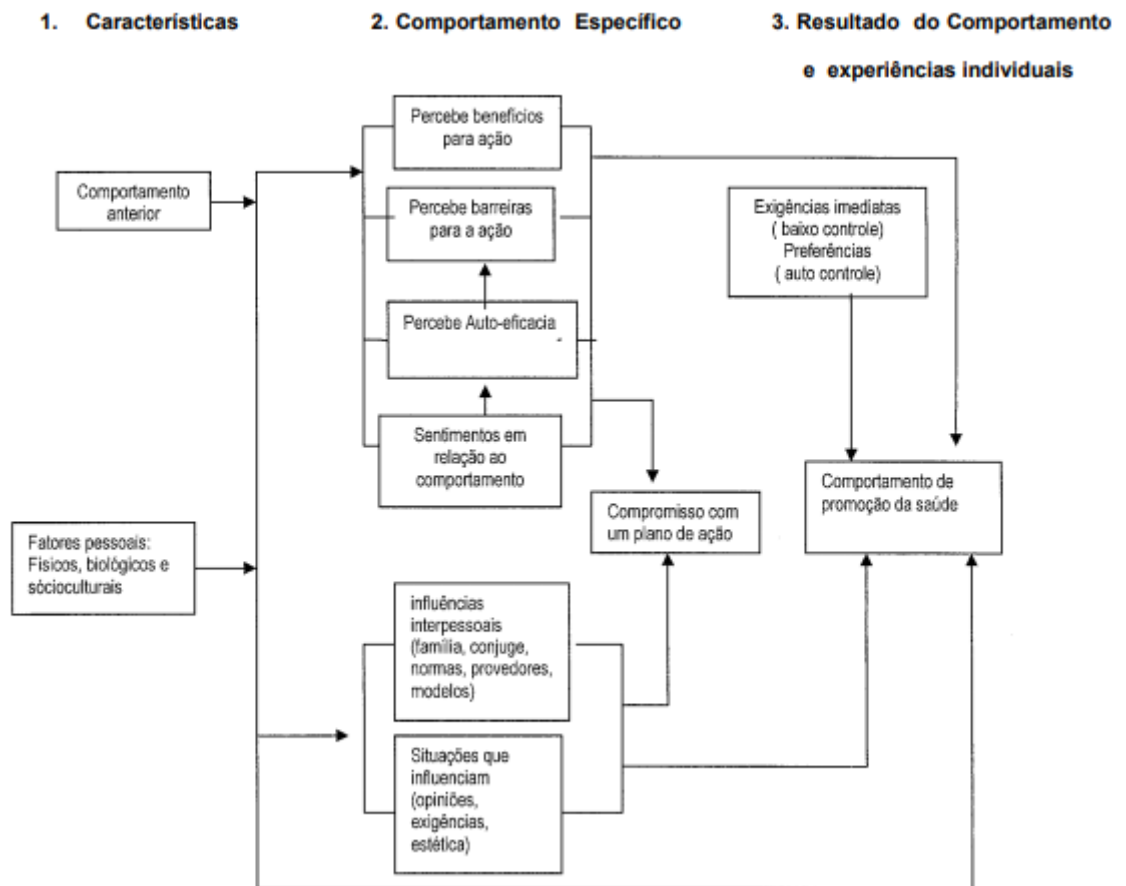 1. Características
2. Comportamento Específico
3. Resultado do Comportamento
e experiências individuais
Percebe benefícios
para ação
Comportamento
anterior
Percebe barreiras
para a ação
Exigências imediatas
( baixo controle)
Preferências
( auto controle)
Percebe Auto-eficacia
Sentimentos em
relação ao
comportamento
Comportamento de
promoção da saúde
Compromisso com
um plano de ação
Fatores pessoais:
Fisicos, biológicos e
sócioculturais
influências
interpessoais
(família, conjuge,
normas, provedores,
modelos)
Situações que
influenciam
(opiniões,
exigências,
estética)